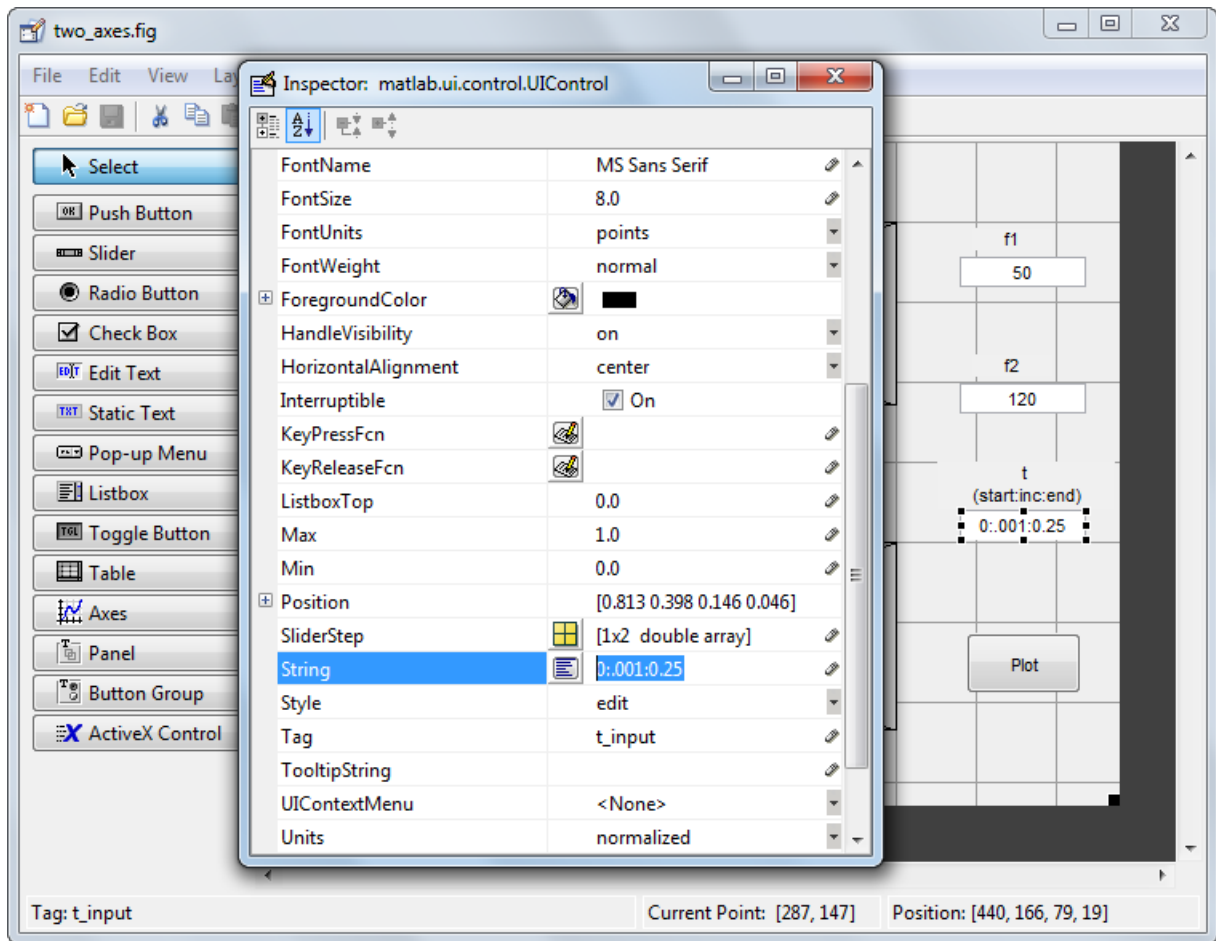 two_axes.fig
File Edit View La
Inspector: matlab.ui.control.UIControl
Select
OK Push Button
Slider
Radio Button
Check Box
EDIT Edit Text
TXT Static Text
Pop-up Menu
Listbox
TGL Toggle Button
Table
Axes
Panel
Button Group
X ActiveX Control
FontName MS Sans Serif
FontSize 8.0
FontUnits points
FontWeight normal
ForegroundColor
HandleVisibility on
HorizontalAlignment center
Interruptible On
KeyPressFcn
KeyReleaseFcn
ListboxTop 0.0
Max 1.0
Min 0.0
Position [0.813 0.398 0.146 0.046]
SliderStep [1x2 double array]
String 0:.001:0.25
Style edit
Tag t_input
TooltipString
UIContextMenu <None>
Units normalized
f1
50
f2
120
t
(start:inc:end)
0:.001:0.25
Plot
Tag: t_input
Current Point: [287, 147]
Position: [440, 166, 79, 19]